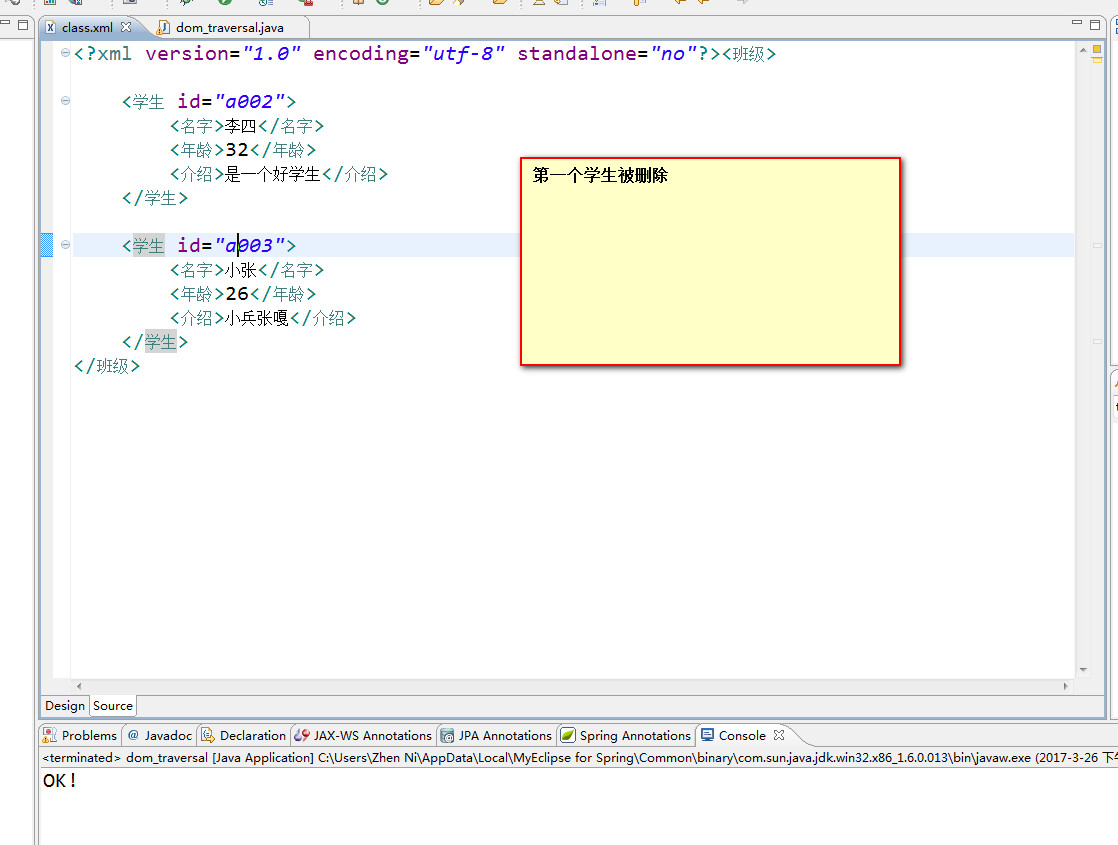 class.xml
dom_traversal.java
<?xml version="1.0" encoding="utf-8" standalone="no"?><班级>
<学生 id="a002">
<名字>李四</名字>
<年龄>32</年龄>
<介绍>是一个好学生</介绍>
</学生>
第一个学生被删除
<学生 id="a003">
<名字>小张</名字>
<年龄>26</年龄>
<介绍>小兵张嘎</介绍>
</学生>
</班级>
Design Source
Problems @ Javadoc Declaration JAX-WS Annotations JPA Annotations Spring Annotations Console
<terminated> dom_traversal [Java Application] C:\Users\Zhen Ni\AppData\Local\MyEclipse for Spring\Common\binary\com.sun.java.jdk.win32.x86_1.6.0.013\bin\javaw.exe (2017-3-26 下
OK!